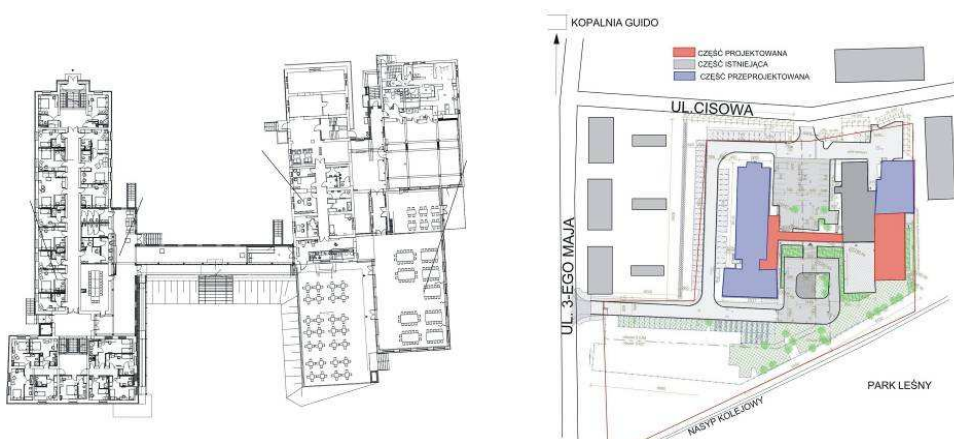 KOPALNIA GUIDO
CZĘŚĆ PROJEKTOWANA
CZĘŚĆ ISTNIEJĄCA
CZĘŚĆ PRZEPROJEKTOWANA
UL.CISOWA
UL. 3-EGO MAJA
PARK LEŚNY
NASYP KOLEJOWY